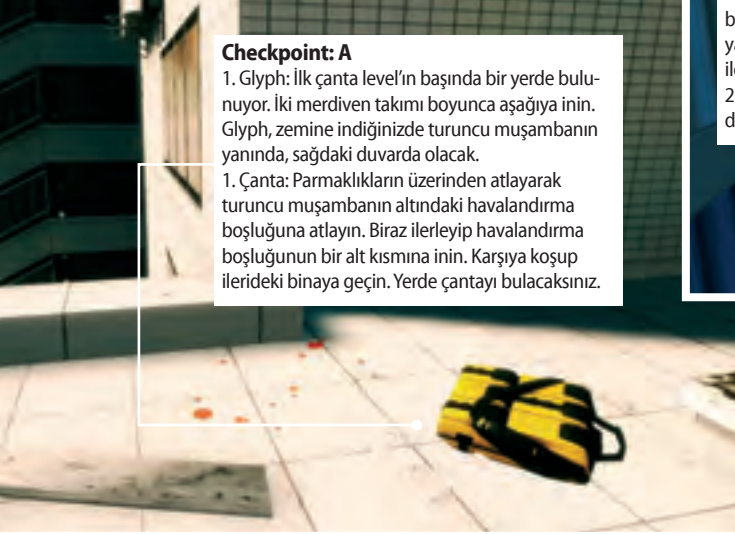 Checkpoint: A
1. Glyph: İlk çanta level'ın başında bir yerde bulu-
nuyor. İki merdiven takımı boyunca aşağıya inin.
Glyph, zemine indiğinizde turuncu muşambanın
yanında, sağdaki duvarda olacak.
1. Çanta: Parmaklıkların üzerinden atlayarak
turuncu muşambanın altındaki havalandırma
boşluğuna atlayın. Biraz ilerleyip havalandırma
boşluğunun bir alt kısmına inin. Karşıya koşup
ilerideki binaya geçin. Yerde çantayı bulacaksınız.